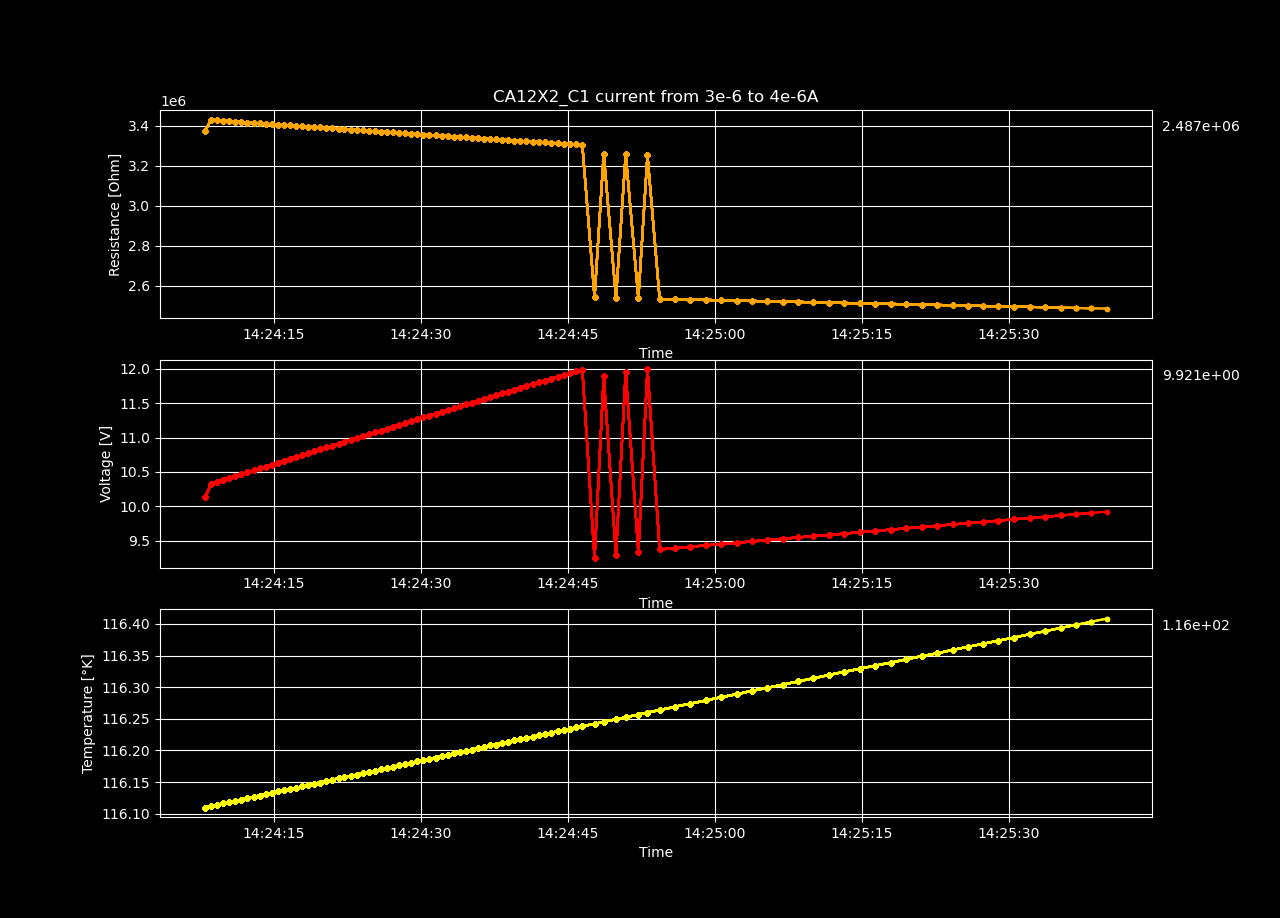 CA12X2_C1 current from 3e-6 to 4e-6A
1e6
3.4
3.2
3.0
2.8
2.6
Resistance [Ohm]
2.487e+06
14:24:15 14:24:30 14:24:45 14:25:00 14:25:15 14:25:30
Time
12.0
11.5
11.0
10.5
10.0
9.5
Voltage [V]
9.921e+00
14:24:15 14:24:30 14:24:45 14:25:00 14:25:15 14:25:30
Time
116.40
116.35
116.30
116.25
116.20
116.15
116.10
Temperature [°K]
1.16e+02
14:24:15 14:24:30 14:24:45 14:25:00 14:25:15 14:25:30
Time